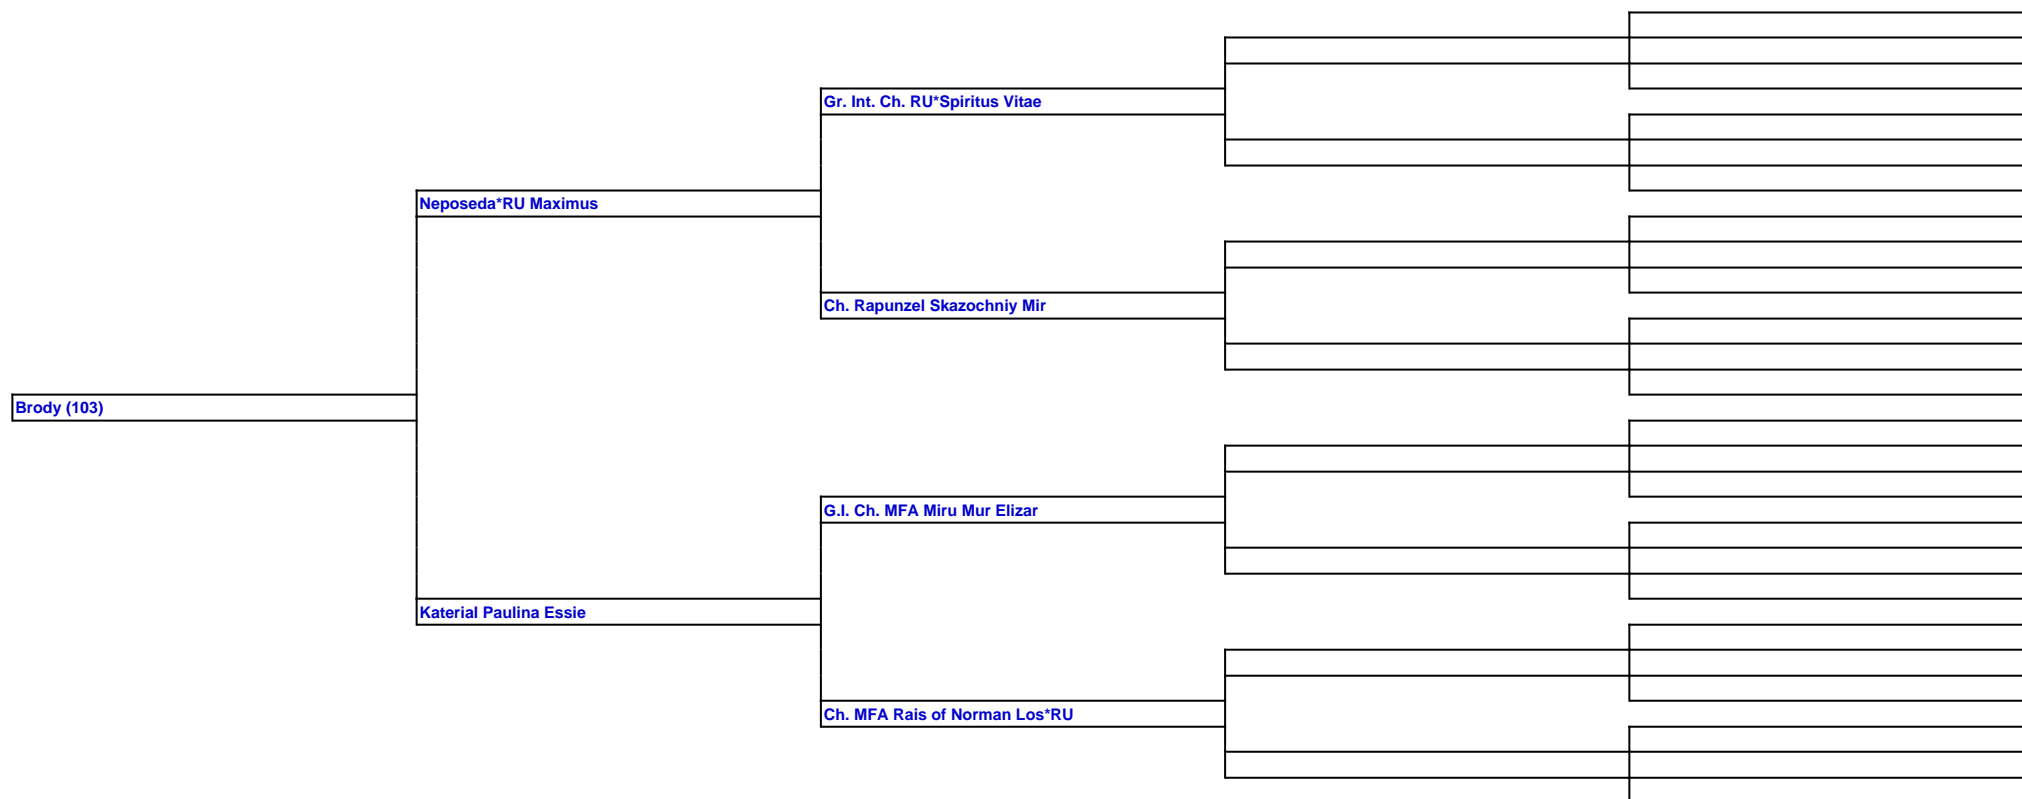 Gr. Int. Ch. RU*Spiritus Vitae
Neposeda*RU Maximus
Ch. Rapunzel Skazochniy Mir
Brody (103)
G.I. Ch. MFA Miru Mur Elizar
Katerial Paulina Essie
Ch. MFA Rais of Norman Los*RU